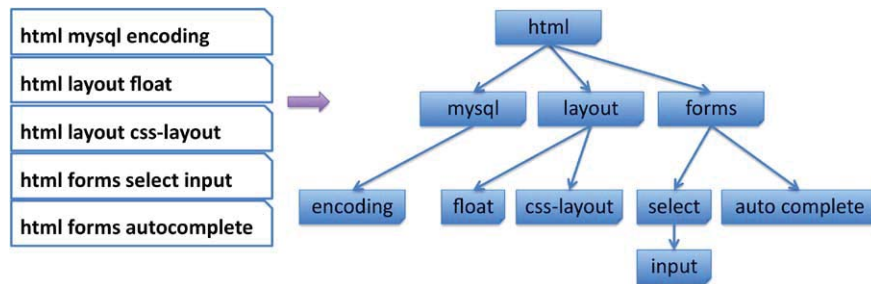 html mysql encoding
html layout float
html layout css-layout
html forms select input
html forms autocomplete
html
mysql layout forms
encoding float css-layout select auto complete
input